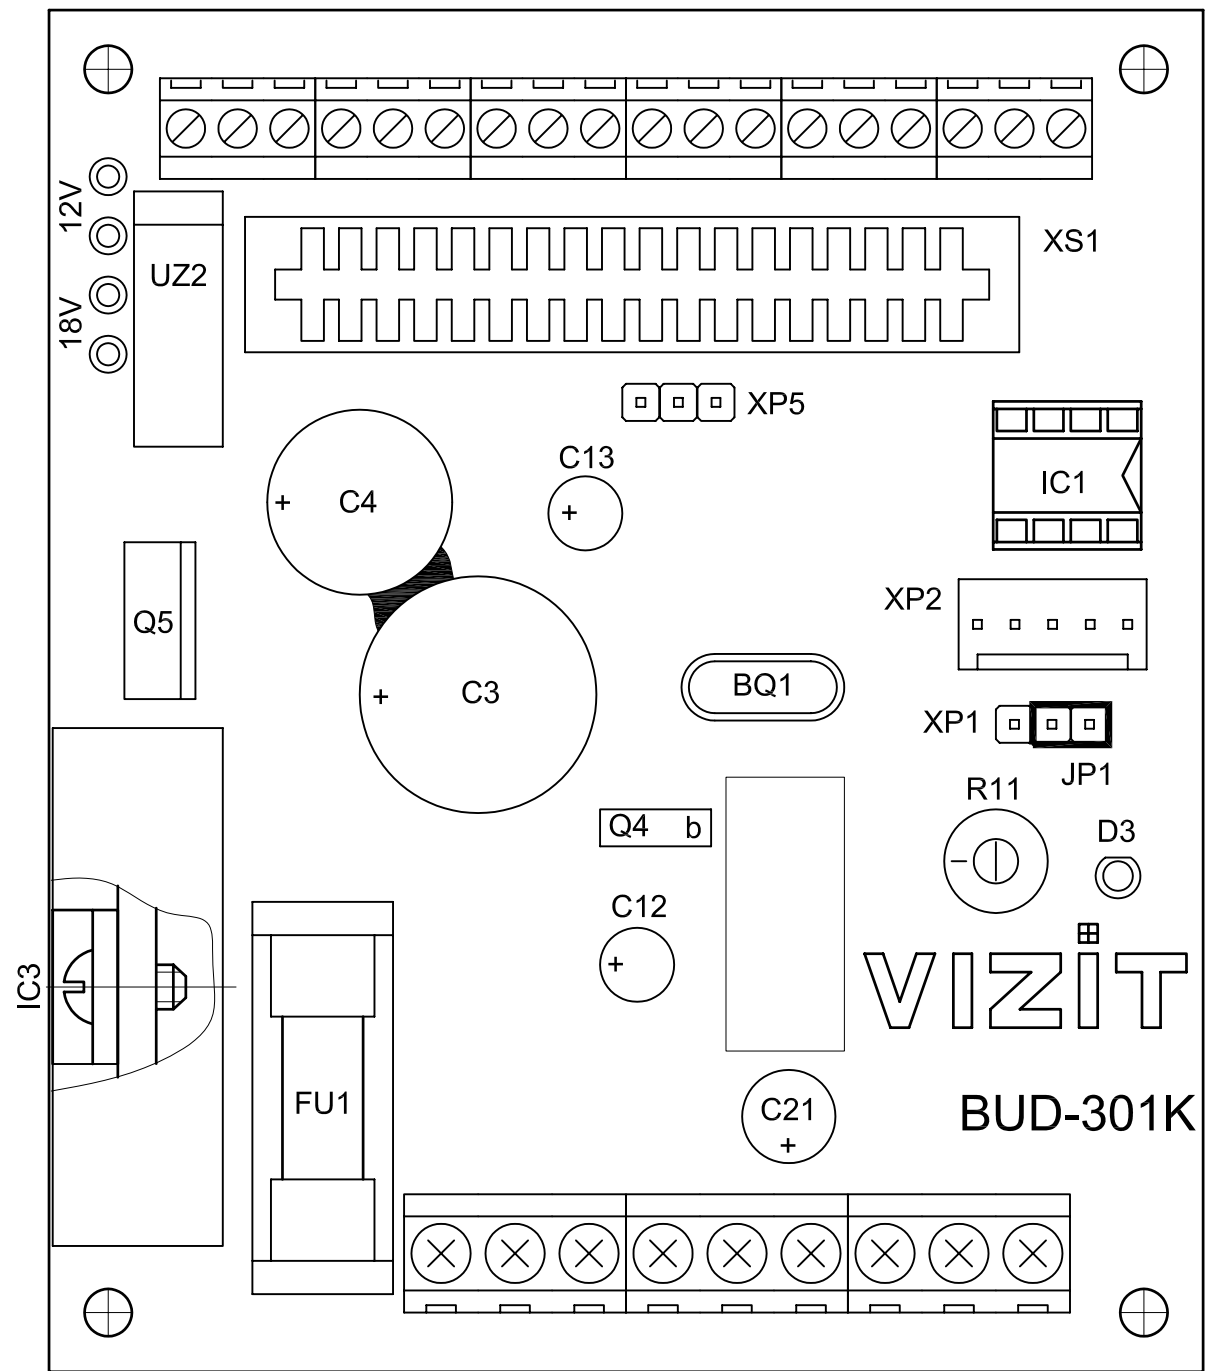 12V
18V
UZ2
XS1
XP5
C13
+
C4
+
IC1
Q5
XP2
C3
+
BQ1
XP1
JP1
R11
Q4 b
D3
C12
+
IC3
VIZIT
FU1
C21
+
BUD-301K